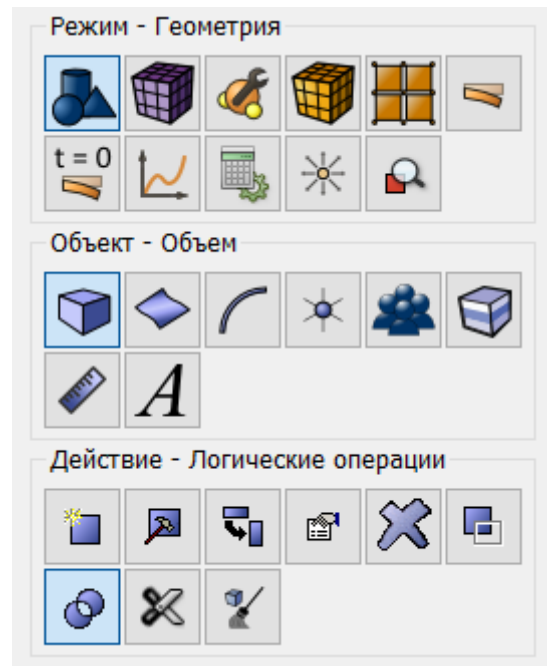 Режим - Геометрия
t = 0
Объект - Объем
A
Действие - Логические операции